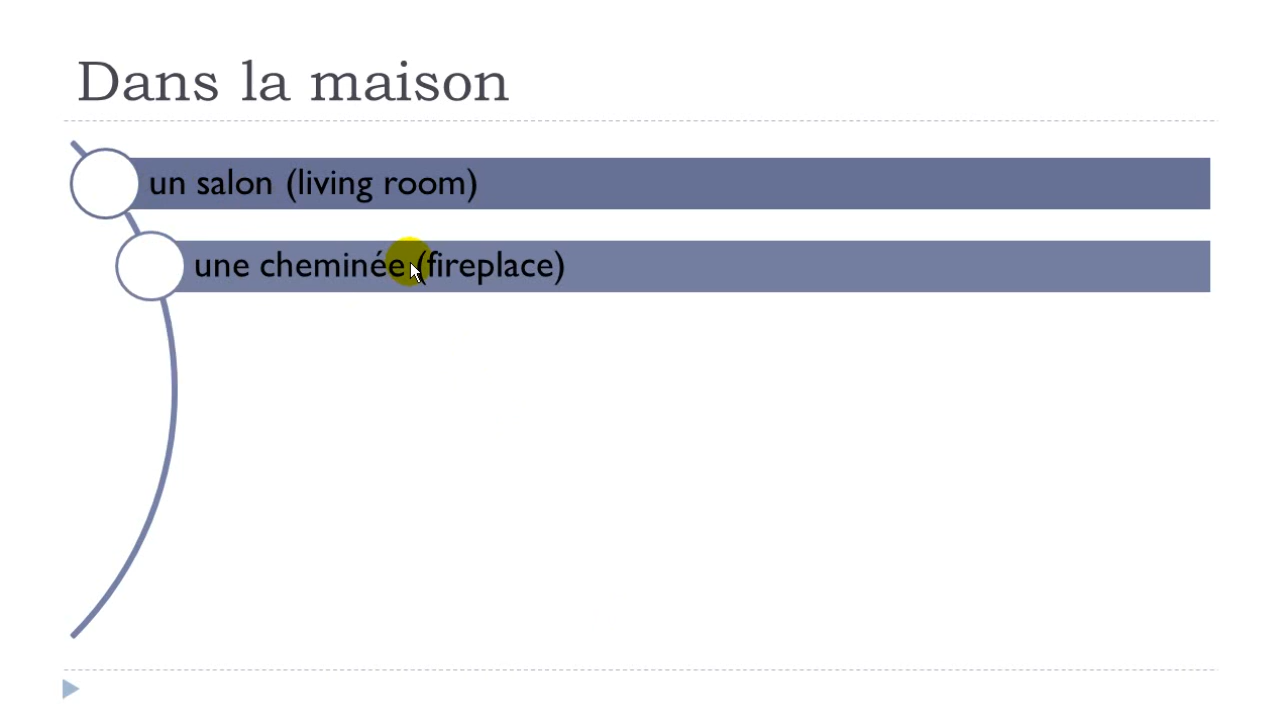 Dans la maison
un salon (living room)
une cheminée (fireplace)